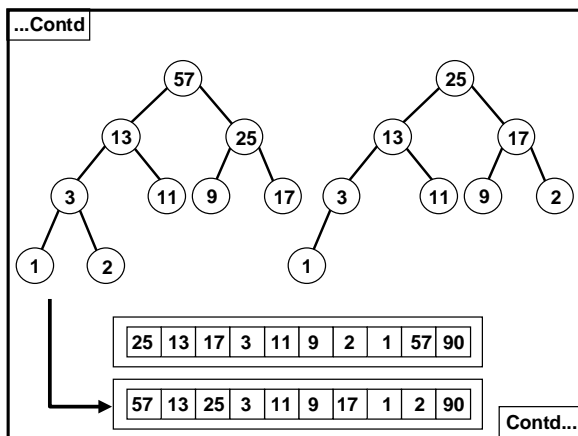 ...Contd
57 25
13 25 13 17
3 11 9 17 3 11 9 2
1 2 1
25 13 17 3 11 9 2 1 57 90
57 13 25 3 11 9 17 1 2 90
Contd...